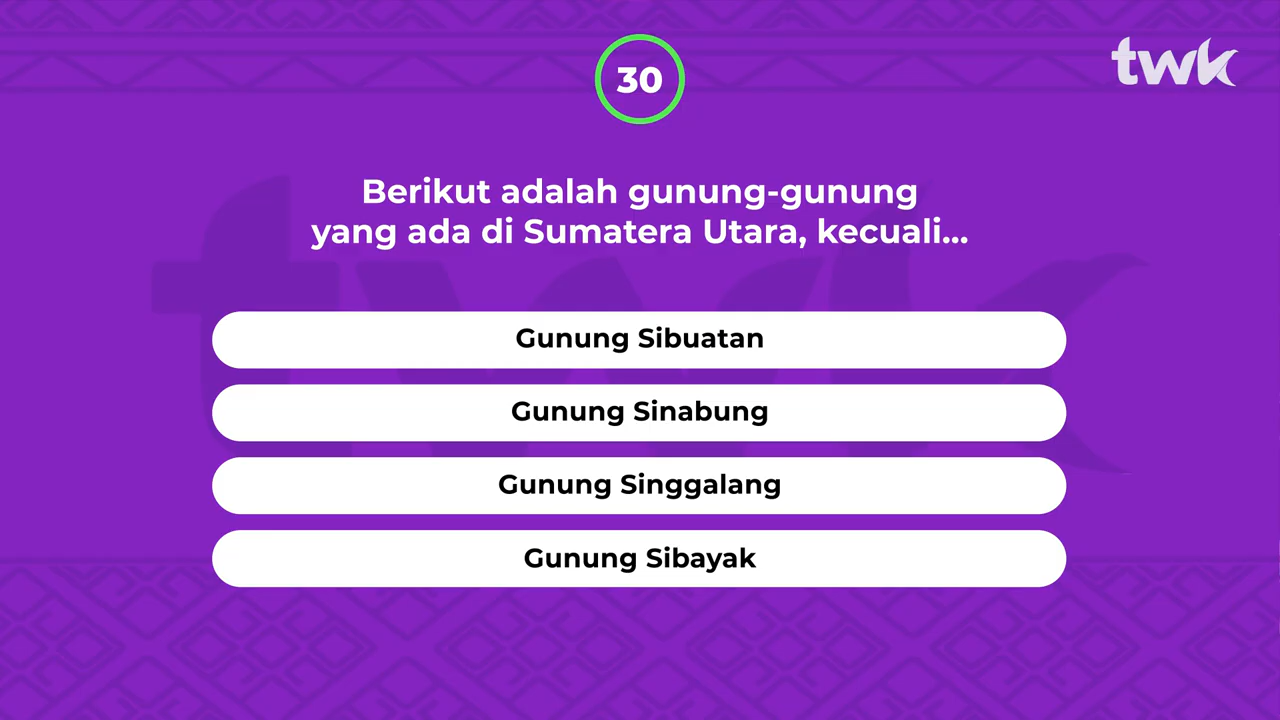 30
twk
Berikut adalah gunung-gunung
yang ada di Sumatera Utara, kecuali...
Gunung Sibuatan
Gunung Sinabung
Gunung Singgalang
Gunung Sibayak